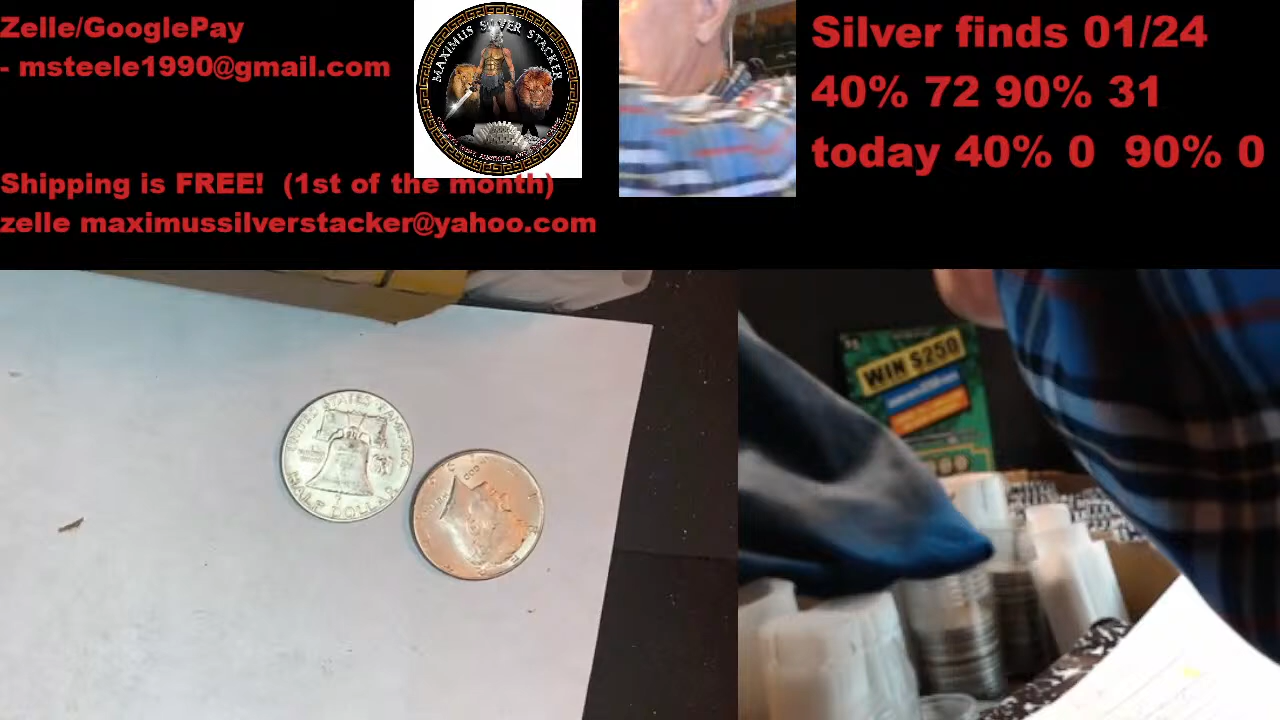 Zelle/GooglePay
- msteele1990@gmail.com
Shipping is FREE! (1st of the month)
zelle maximussilverstacker@yahoo.com
MAXIMUS SILVER STACKER
Silver finds 01/24
40% 72 90% 31
today 40% 0 90% 0
UNITED STATES OF AMERICA
HALF DOLLAR
WIN $250